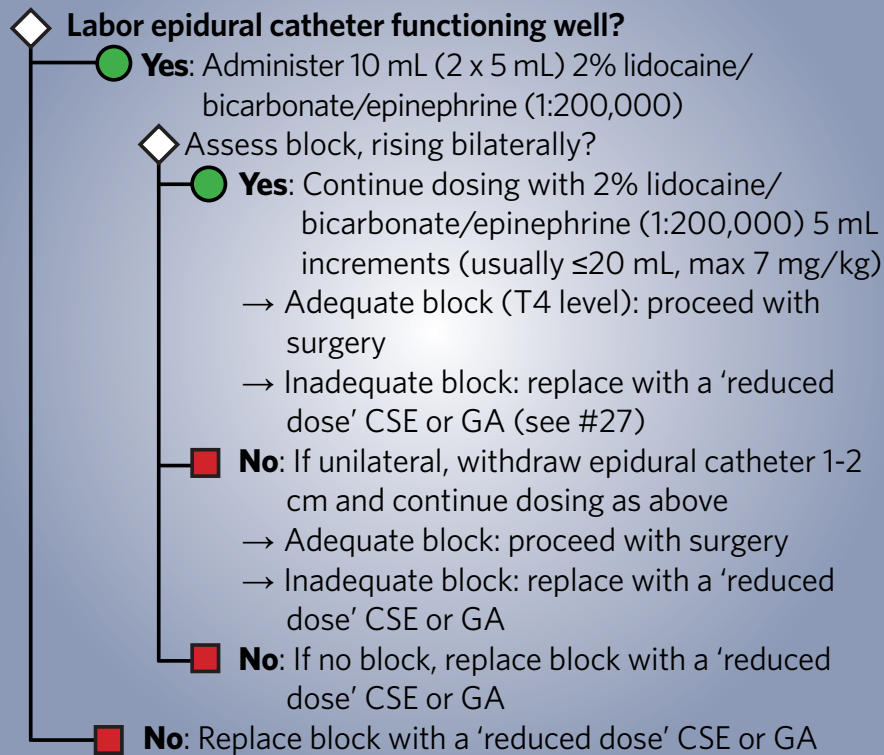 Labor epidural catheter functioning well?
Yes: Administer 10 mL (2 x 5 mL) 2% lidocaine/
bicarbonate/epinephrine (1:200,000)
Assess block, rising bilaterally?
Yes: Continue dosing with 2% lidocaine/
bicarbonate/epinephrine (1:200,000) 5 mL
increments (usually ≤20 mL, max 7 mg/kg)
→ Adequate block (T4 level): proceed with
surgery
→ Inadequate block: replace with a ‘reduced
dose’ CSE or GA (see #27)
No: If unilateral, withdraw epidural catheter 1-2
cm and continue dosing as above
→ Adequate block: proceed with surgery
→ Inadequate block: replace with a ‘reduced
dose’ CSE or GA
No: If no block, replace block with a ‘reduced
dose’ CSE or GA
No: Replace block with a ‘reduced dose’ CSE or GA